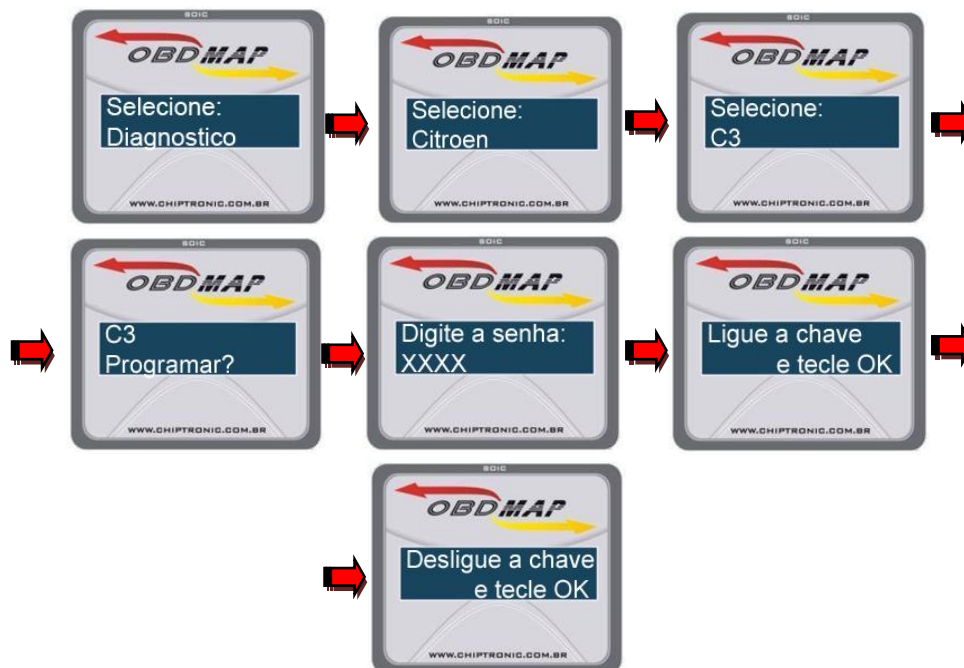 SOIC
OBDMAP
Selecione:
Diagnostico
WWW.CHIPTRONIC.COM.BR
OBDMAP
Selecione:
Citroen
WWW.CHIPTRONIC.COM.BR
OBDMAP
Selecione:
C3
WWW.CHIPTRONIC.COM.BR
SOIC
OBDMAP
C3
Programar?
WWW.CHIPTRONIC.COM.BR
SOIC
OBDMAP
Digite a senha:
XXXX
WWW.CHIPTRONIC.COM.BR
SOIC
OBDMAP
Ligue a chave
e tecle OK
WWW.CHIPTRONIC.COM.BR
SOIC
OBDMAP
Desligue a chave
e tecle OK
WWW.CHIPTRONIC.COM.BR